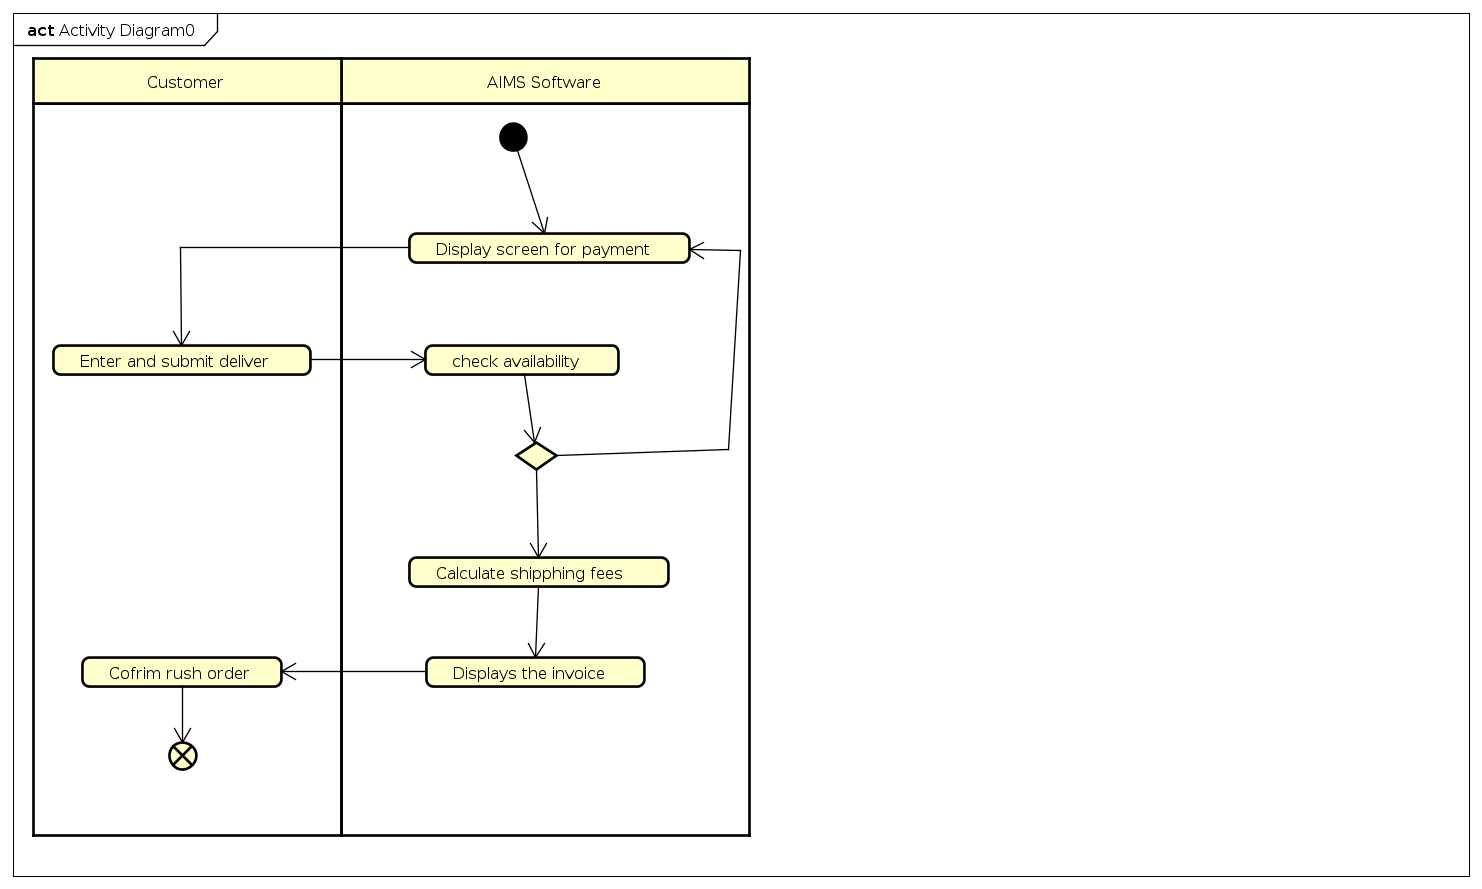 act Activity Diagram0
Customer
AIMS Software
Display screen for payment
Enter and submit deliver
check availability
Calculate shipphing fees
Cofrim rush order
Displays the invoice